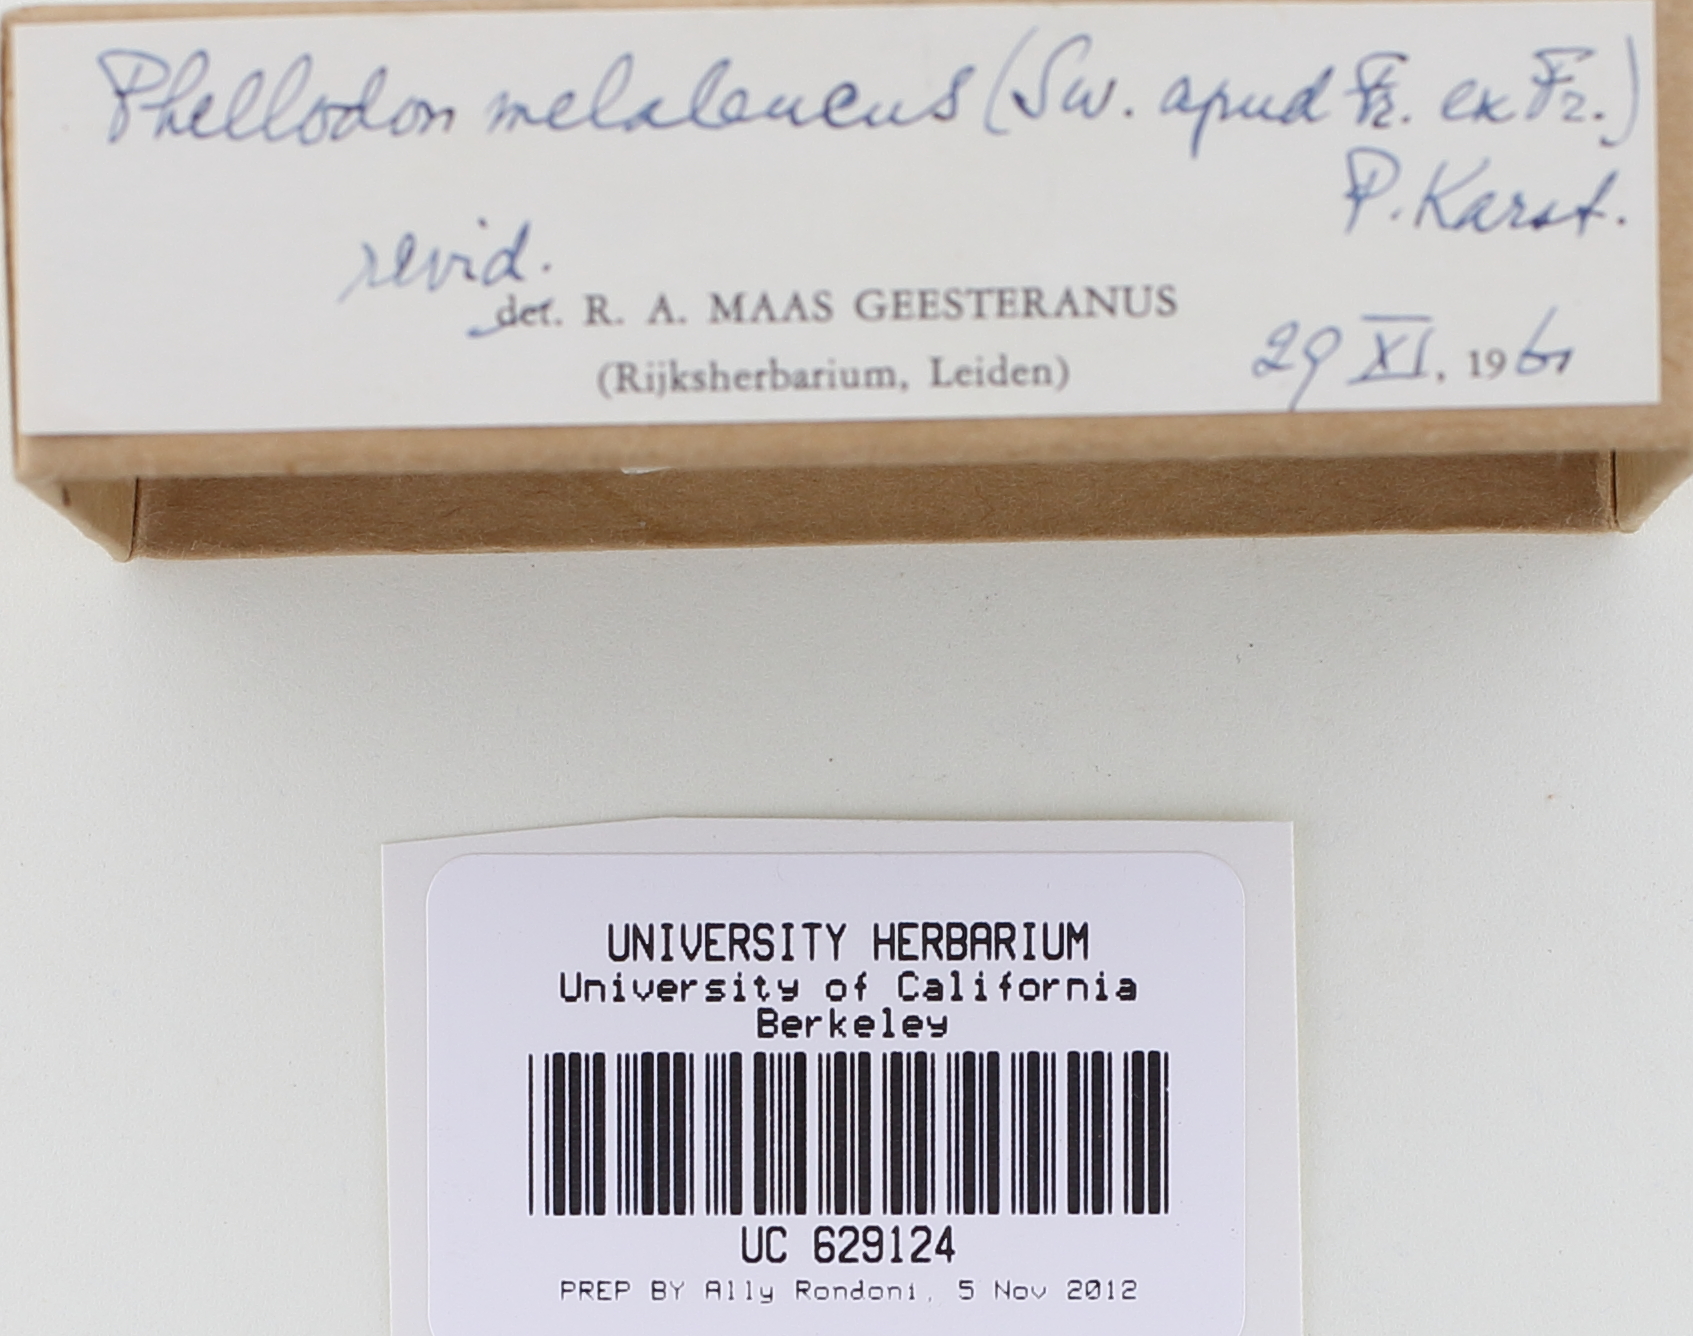 Phellodon melaleucus (Sw. apud Fr. ex Fr.)
P. Karst.
revid.
det. R. A. MAAS GEESTERANUS
(Rijksherbarium, Leiden) 29 XI, 1961
UNIVERSITY HERBARIUM
University of California
Berkeley
UC 629124
PREP BY Ally Rondoni, 5 Nov 2012